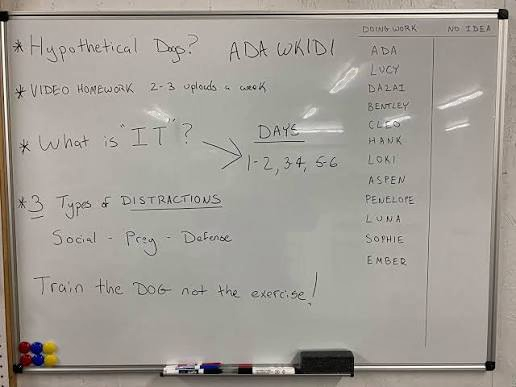 * Hypothetical Dogs? ADA WKIDI
* VIDEO HOMEWORK 2-3 uploads a week
* What is "IT"?
DAYS
1-2, 3-4, 5-6
* 3 Types of DISTRACTIONS
Social - Prey - Defense
Train the DOG not the exercise!
DOING WORK NO IDEA
ADA
LUCY
DAZAI
BENTLEY
CLEO
HANK
LOKI
ASPEN
PENELOPE
LUNA
SOPHIE
EMBER